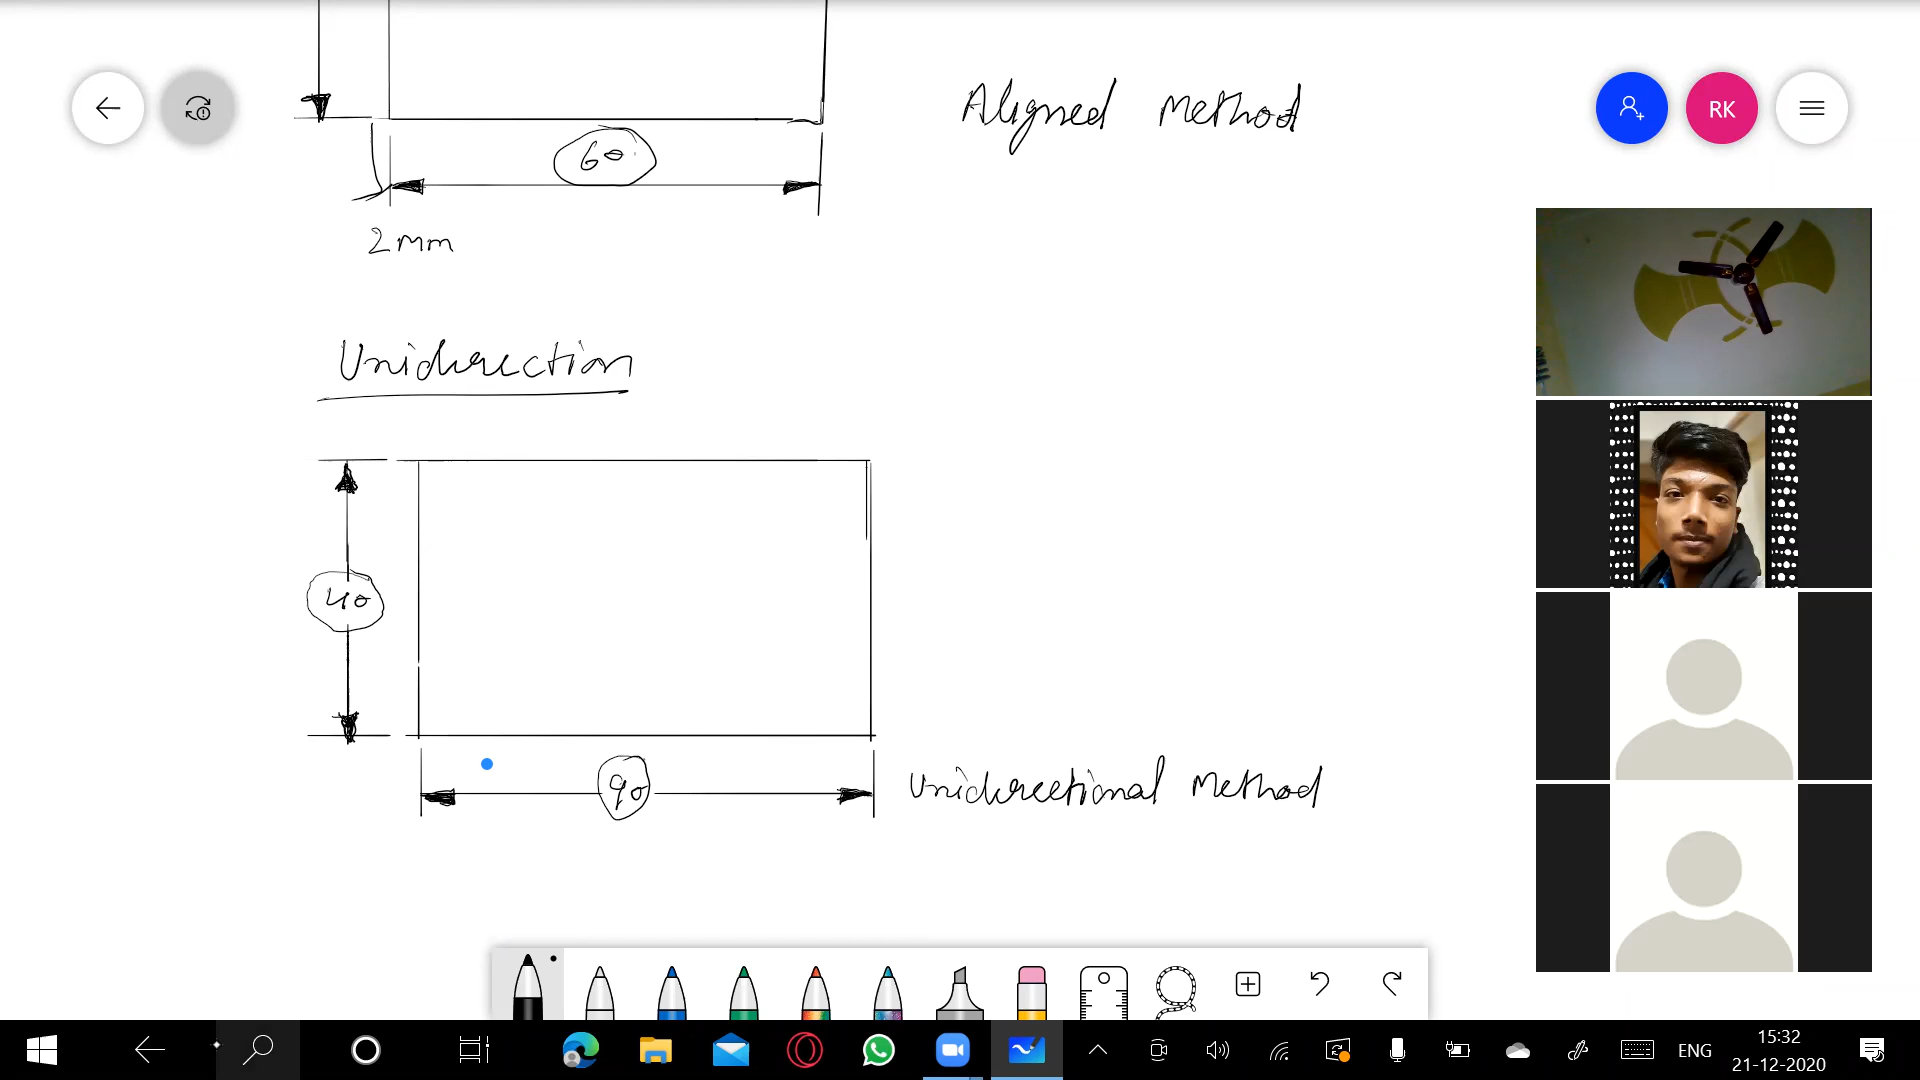 Aligned Method
RK
60
2mm
Unidirection
40
90
Unidirectional Method
ENG
15:32
21-12-2020